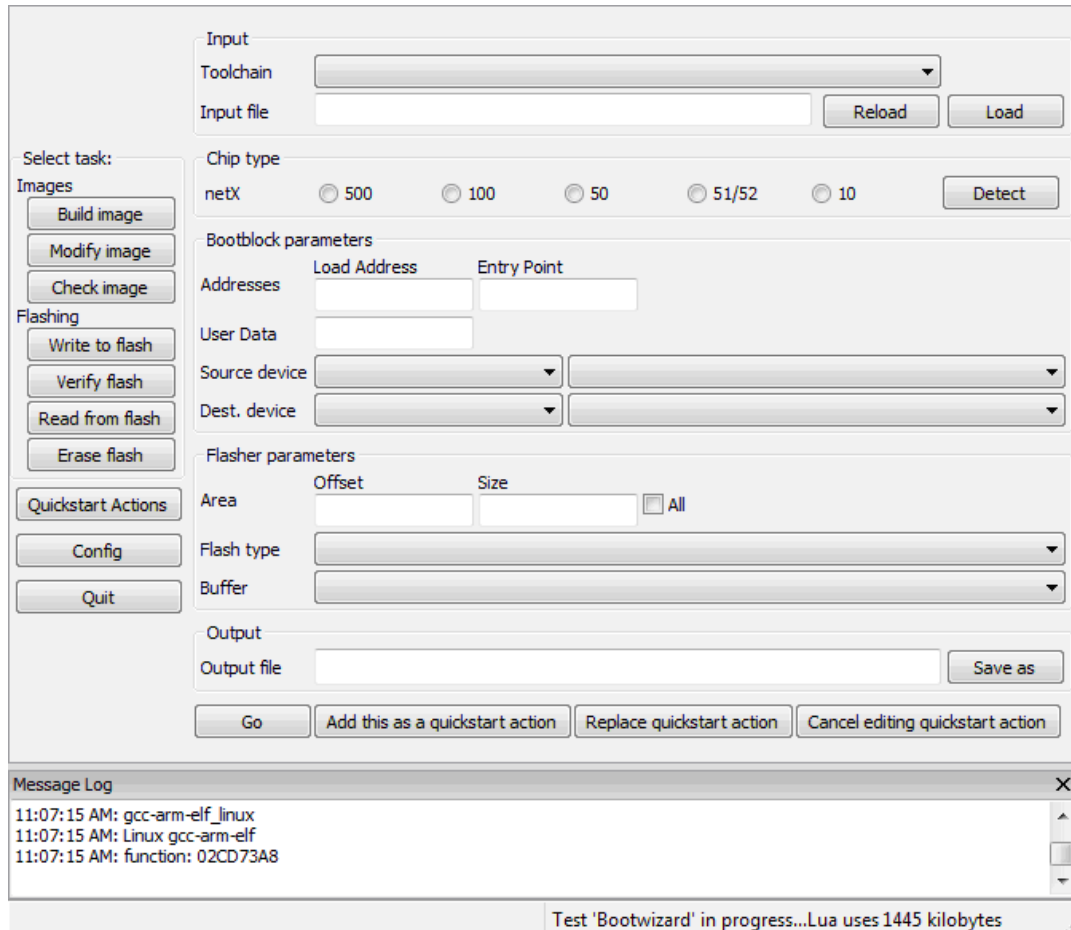 Input
Toolchain
Input file Reload Load
Select task:
Images
Build image
Modify image
Check image
Flashing
Write to flash
Verify flash
Read from flash
Erase flash
Quickstart Actions
Config
Quit
Chip type
netX 500 100 50 51/52 10 Detect
Bootblock parameters
Load Address Entry Point
Addresses
User Data
Source device
Dest. device
Flasher parameters
Offset Size
Area All
Flash type
Buffer
Output
Output file Save as
Go Add this as a quickstart action Replace quickstart action Cancel editing quickstart action
Message Log
11:07:15 AM: gcc-arm-elf_linux
11:07:15 AM: Linux gcc-arm-elf
11:07:15 AM: function: 02CD73A8
Test 'Bootwizard' in progress...Lua uses 1445 kilobytes